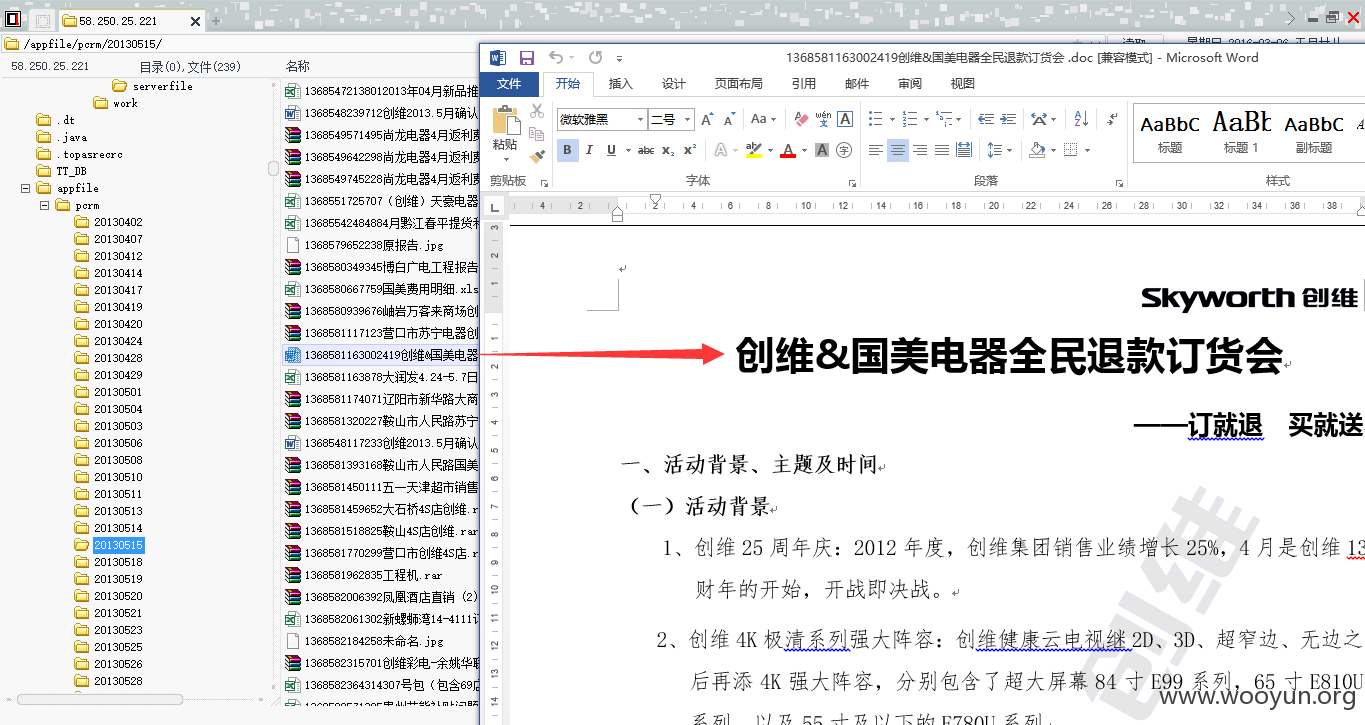 58.250.25.221
/appfile/pcrm/20130515/
58.250.25.221 目录(0),文件(239) 名称
serverfile
work
.dt
.java
.topasrecrc
TT_DB
appfile
pcrm
20130402
20130407
20130412
20130414
20130417
20130419
20130420
20130424
20130428
20130429
20130501
20130504
20130503
20130506
20130508
20130510
20130511
20130513
20130514
20130515
20130518
20130519
20130520
20130521
20130523
20130525
20130526
20130528
13685472138012013年04月新品推
1368548239712创维2013.5月确认
1368549571495尚龙电器4月返利费
1368549642298尚龙电器4月返利费
1368549745228尚龙电器4月返利费
1368551725707（创维）天豪电器
13685542484884月黔江春平提货利
1368579652238原报告.jpg
1368580349345博白广电工程报告
1368580667759国美费用明细.xls
1368580939676岫岩万客来商场创
1368581117123营口市苏宁电器创
1368581163002419创维&国美电器
1368581163878大润发4.24-5.7日
1368581174071辽阳市新华路大商
1368581320227鞍山市人民路苏宁
1368548117233创维2013.5月确认
1368581393168鞍山市人民路国美
1368581450111五一天津超市销售
1368581459652大石桥4S店创维.r
1368581518825鞍山4S店创维.rar
1368581770299营口市创维4S店.r
1368581962835工程机.rar
1368582006392凤凰酒店直销（2）
1368582061302新螺蛳湾14-4111订
1368582184258未命名.jpg
1368582315701创维彩电—余姚华联
1368582364314307号包（包含69店
1368581163002419创维&国美电器全民退款订货会 .doc [兼容模式] - Microsoft Word
文件 开始 插入 设计 页面布局 引用 邮件 审阅 视图
微软雅黑 二号
粘贴
剪贴板 字体 段落 样式
AaBbC AaBb AaBbC
标题 标题 1 副标题
Skyworth 创维
创维&国美电器全民退款订货会
——订就退 买就送
一、活动背景、主题及时间
（一）活动背景
1、创维 25 周年庆：2012 年度，创维集团销售业绩增长 25%，4 月是创维 13
财年的开始，开战即决战。
2、创维 4K 极清系列强大阵容：创维健康云电视继 2D、3D、超窄边、无边之
后再添 4K 强大阵容，分别包含了超大屏幕 84 寸 E99 系列，65 寸 E810U
系列，以及 55 寸及以下的 E780U 系列。
创维
www.wooyun.org